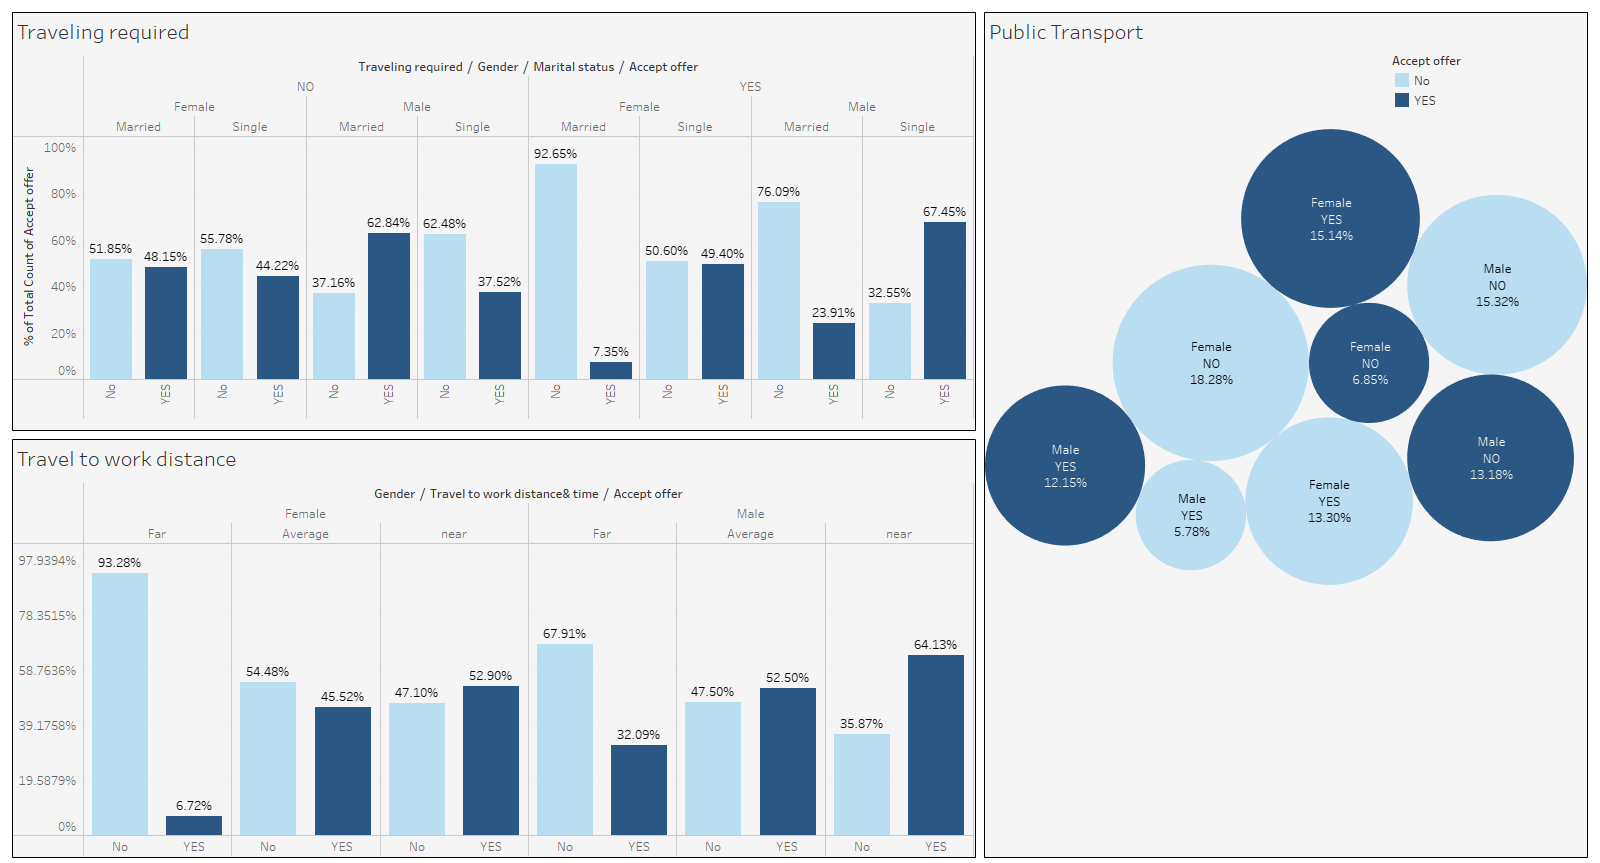 Traveling required
Traveling required / Gender / Marital status / Accept offer
NO YES
Female Male Female Male
Married Single Married Single Married Single Married Single
% of Total Count of Accept offer
100%
80%
60%
40%
20%
0%
51.85% 48.15% 55.78% 44.22% 37.16% 62.84% 62.48% 37.52% 92.65% 7.35% 50.60% 49.40% 76.09% 23.91% 32.55% 67.45%
No YES No YES No YES No YES No YES No YES No YES No YES
Travel to work distance
Gender / Travel to work distance& time / Accept offer
Female Male
Far Average near Far Average near
97.9394%
78.3515%
58.7636%
39.1758%
19.5879%
0%
93.28% 6.72% 54.48% 45.52% 47.10% 52.90% 67.91% 32.09% 47.50% 52.50% 35.87% 64.13%
No YES No YES No YES No YES No YES No YES
Public Transport
Accept offer
No
YES
Female
YES
15.14%
Male
NO
15.32%
Female
NO
18.28%
Female
NO
6.85%
Male
YES
12.15%
Male
NO
13.18%
Male
YES
5.78%
Female
YES
13.30%